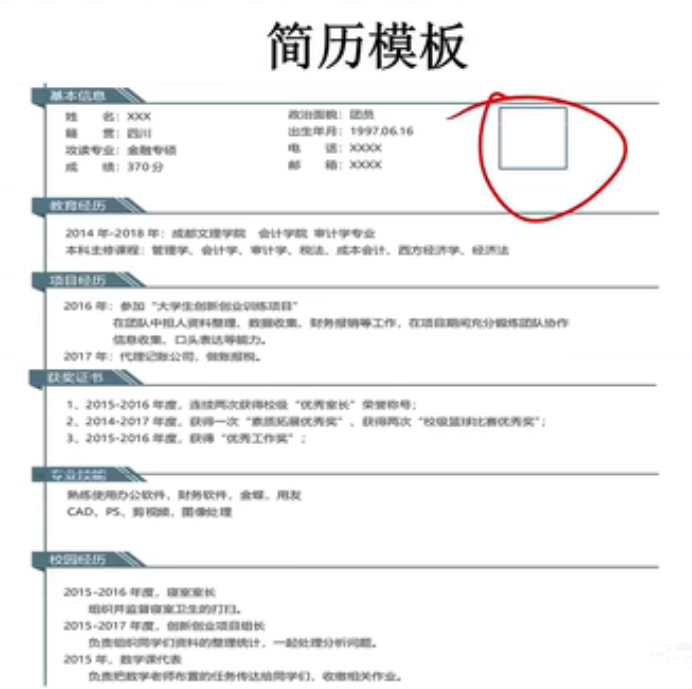 简历模板
基本信息
姓 名：XXX
政治面貌：团员
籍 贯：四川
出生年月：1997.06.16
攻读专业：金融专硕
电 话：XXXX
成 绩：370分
邮 箱：XXXX
教育经历
2014 年-2018 年：成都文理学院 会计学院 审计学专业
本科主修课程：管理学、会计学、审计学、税法、成本会计、西方经济学、经济法
项目经历
2016 年：参加“大学生创新创业训练项目”
在团队中担人资料整理、数据收集、财务报销等工作，在项目期间充分锻炼团队协作
信息收集、口头表达等能力。
2017 年：代理记账公司，做账报税。
获奖证书
1、2015-2016 年度，连续两次获得校级“优秀室长”荣誉称号；
2、2014-2017 年度，获得一次“素质拓展优秀奖”、获得两次“校级篮球比赛优秀奖”；
3、2015-2016 年度，获得“优秀工作奖”；
专业技能
熟练使用办公软件，财务软件，金蝶，用友
CAD、PS、剪视频、图像处理
校园经历
2015-2016 年度，寝室室长
组织并监督寝室卫生的打扫。
2015-2017 年度，创新创业项目组长
负责组织同学们资料的整理统计，一起处理分析问题。
2015 年，数学课代表
负责把数学老师布置的任务传达给同学们，收缴相关作业。